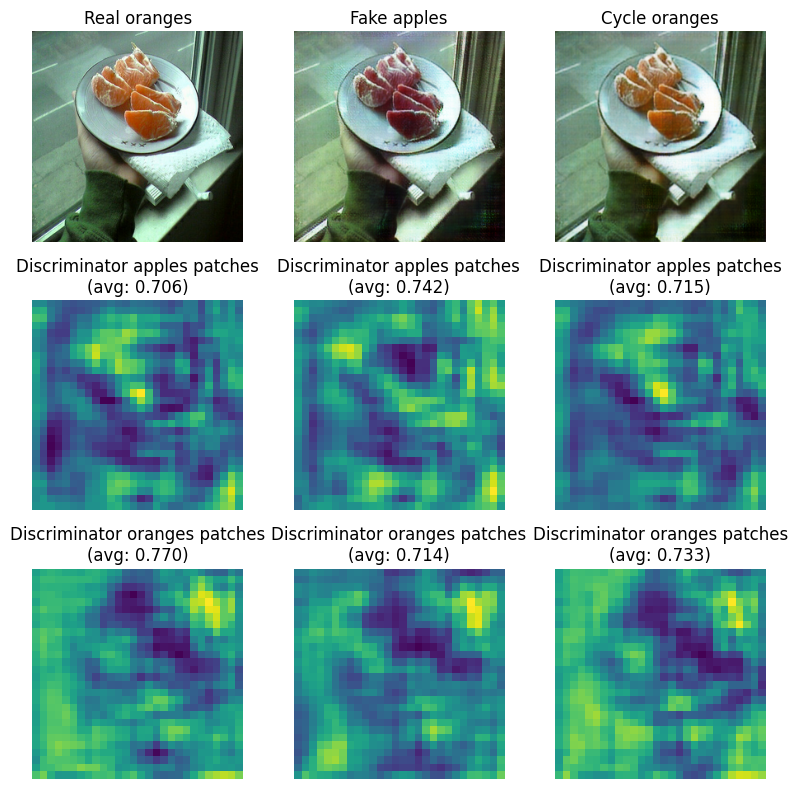 Real oranges
Fake apples
Cycle oranges
Discriminator apples patches
(avg: 0.706)
Discriminator apples patches
(avg: 0.742)
Discriminator apples patches
(avg: 0.715)
Discriminator oranges patches
(avg: 0.770)
Discriminator oranges patches
(avg: 0.714)
Discriminator oranges patches
(avg: 0.733)